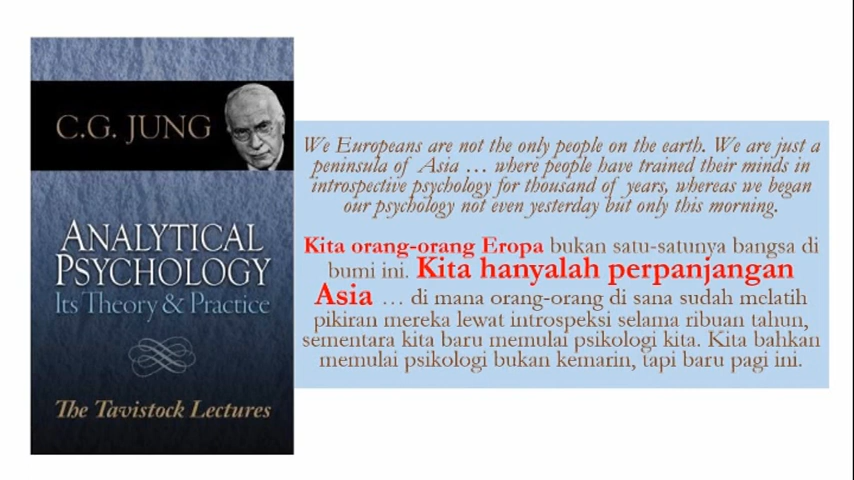 C.G. JUNG
ANALYTICAL
PSYCHOLOGY
Its Theory & Practice
The Tavistock Lectures
We Europeans are not the only people on the earth. We are just a
peninsula of Asia … where people have trained their minds in
introspective psychology for thousand of years, whereas we began
our psychology not even yesterday but only this morning.
Kita orang-orang Eropa bukan satu-satunya bangsa di
bumi ini. Kita hanyalah perpanjangan
Asia … di mana orang-orang di sana sudah melatih
pikiran mereka lewat introspeksi selama ribuan tahun,
sementara kita baru memulai psikologi kita. Kita bahkan
memulai psikologi bukan kemarin, tapi baru pagi ini.